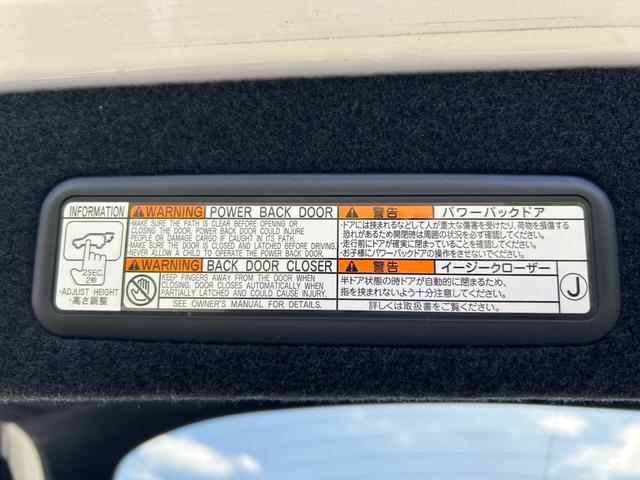 INFORMATION
2SEC.
2秒
・ADJUST HEIGHT
・高さ調整
WARNING POWER BACK DOOR
・MAKE SURE THE PATH IS CLEAR BEFORE OPENING OR
CLOSING THE DOOR. POWER BACK DOOR COULD INJURE
PEOPLE OR DAMAGE CARGO IF CAUGHT IN ITS PATH.
・MAKE SURE THE DOOR IS CLOSED AND LATCHED BEFORE DRIVING.
・NEVER ALLOW A CHILD TO OPERATE THE POWER BACK DOOR.
WARNING BACK DOOR CLOSER
KEEP FINGERS AWAY FROM THE DOOR WHEN
CLOSING. DOOR CLOSES AUTOMATICALLY WHEN
PARTIALLY LATCHED AND COULD CAUSE INJURY.
SEE OWNER'S MANUAL FOR DETAILS.
警告 パワーバックドア
・ドアには挟まれるなどして人が重大な傷害を受けたり、荷物を損傷する
恐れがあるため開閉時は周囲の状況を必ず確認してください。
・走行前にドアが確実に閉まっていることを確認してください。
・お子様にパワーバックドアの操作をさせないでください。
警告 イージークローザー
半ドア状態の時ドアが自動的に閉まるため、
指を挟まれないよう十分注意してください。
詳しくは取扱書をご覧ください。
J